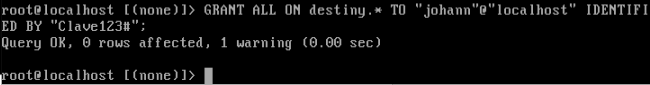 root@localhost [(none)]> GRANT ALL ON destiny.* TO "johann"@"localhost" IDENTIFI
ED BY "Clave123#";
Query OK, 0 rows affected, 1 warning (0.00 sec)
root@localhost [(none)]>